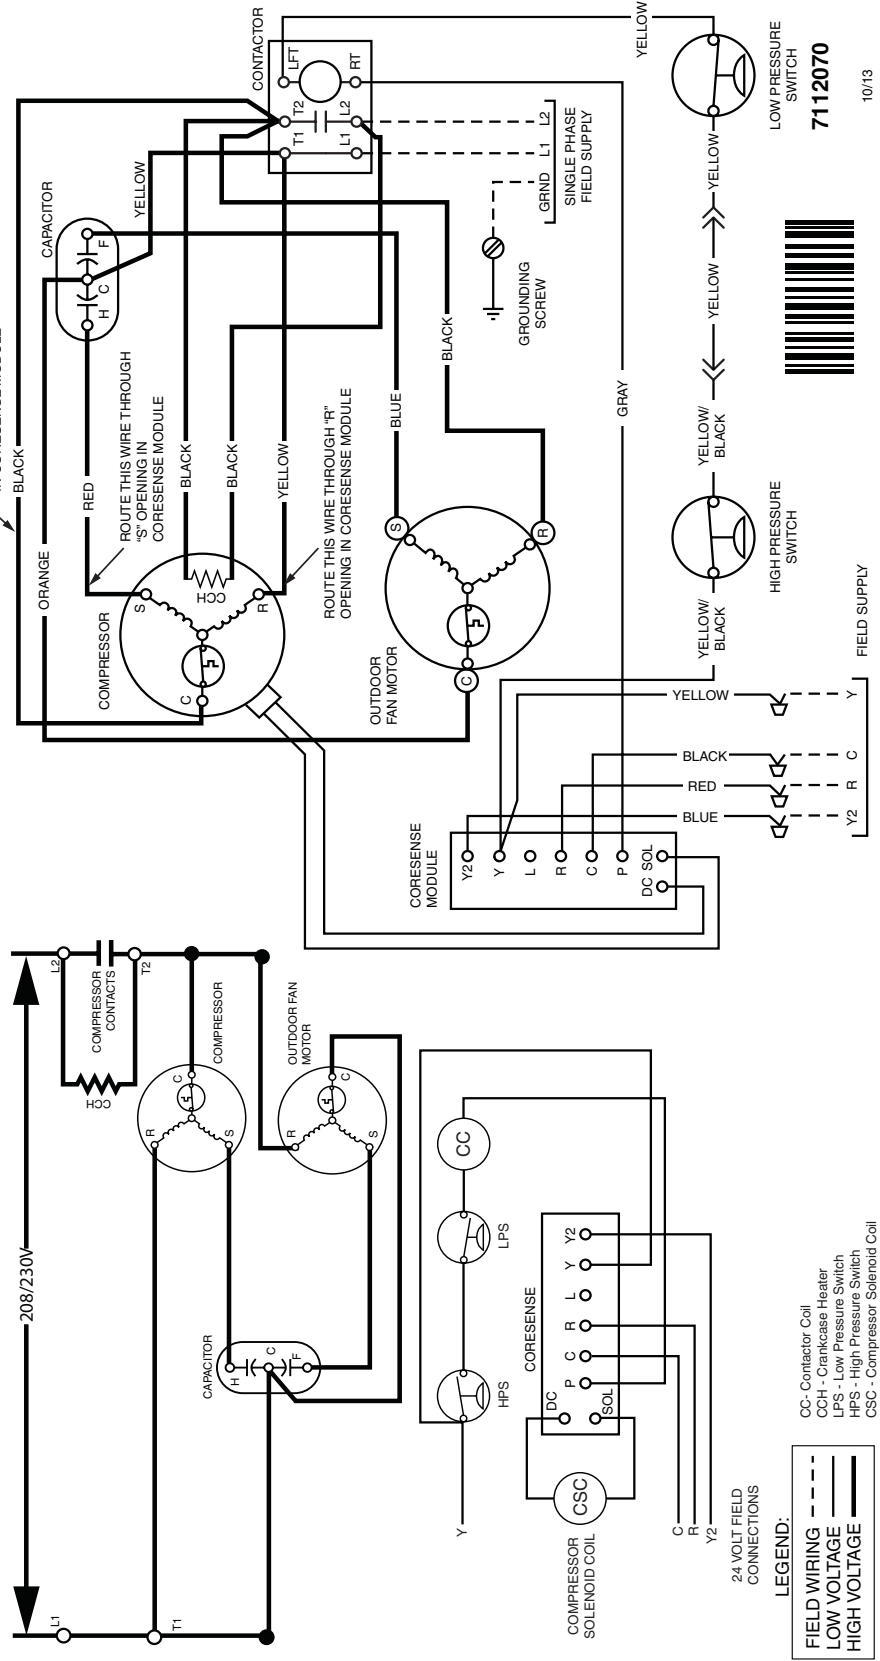 208/230V
L1
T1
L2
T2
COMPRESSOR
CONTACTS
CCH
COMPRESSOR
R
S
C
OUTDOOR FAN
MOTOR
R
S
C
CAPACITOR
H
C
F
Y
HPS
LPS
CC
CORESENSE
DC
SOL
P
C
R
L
Y
Y2
CSC
COMPRESSOR
SOLENOID COIL
C
R
Y2
24 VOLT FIELD
CONNECTIONS
LEGEND:
FIELD WIRING
LOW VOLTAGE
HIGH VOLTAGE
CC- Contactor Coil
CCH - Crankcase Heater
LPS - Low Pressure Switch
HPS - High Pressure Switch
CSC - Compressor Solenoid Coil
BLACK
ORANGE
RED
ROUTE THIS WIRE THROUGH
"S" OPENING IN
CORESENSE MODULE
CAPACITOR
H
C
F
YELLOW
CONTACTOR
LFT
RT
T2
L2
T1
L1
COMPRESSOR
S
C
R
CCH
BLACK
BLACK
YELLOW
ROUTE THIS WIRE THROUGH "R"
OPENING IN CORESENSE MODULE
OUTDOOR
FAN MOTOR
S
C
R
BLUE
BLACK
GROUNDING
SCREW
GRND
L1
L2
SINGLE PHASE
FIELD SUPPLY
GRAY
YELLOW
CORESENSE
MODULE
Y2
Y
L
R
C
P
DC
SOL
YELLOW
BLACK
RED
BLUE
Y
C
R
Y2
FIELD SUPPLY
YELLOW/
BLACK
HIGH PRESSURE
SWITCH
YELLOW/
BLACK
YELLOW
YELLOW
LOW PRESSURE
SWITCH
7112070
10/13